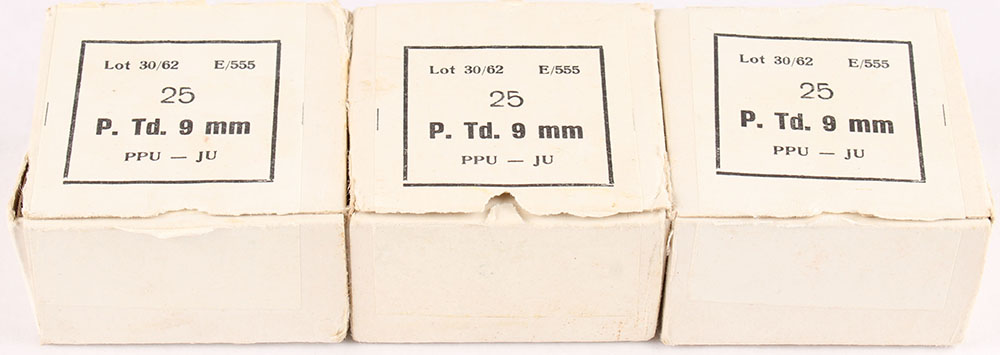 Lot 30/62 E/555
25
P. Td. 9 mm
PPU — JU
Lot 30/62 E/555
25
P. Td. 9 mm
PPU — JU
Lot 30/62 E/555
25
P. Td. 9 mm
PPU — JU